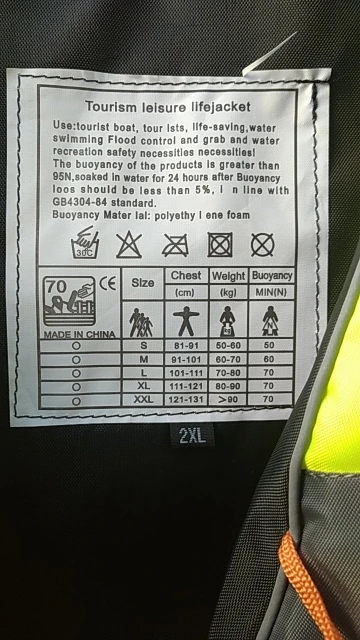 Tourism leisure lifejacket
Use:tourist boat, tour ists, life-saving,water
swimming Flood control and grab and water
recreation safety necessities necessities!
The buoyancy of the products is greater than
95N,soaked in water for 24 hours after Buoyancy
loos should be less than 5%, i n line with
GB4304-84 standard.
Buoyancy Mater ial: polyethy l ene foam
30C
70 CE
MADE IN CHINA
Size Chest (cm) Weight (kg) Buoyancy MIN(N)
kg N
S 81-91 50-60 50
M 91-101 60-70 60
L 101-111 70-80 70
XL 111-121 80-90 70
XXL 121-131 >90 70
2XL